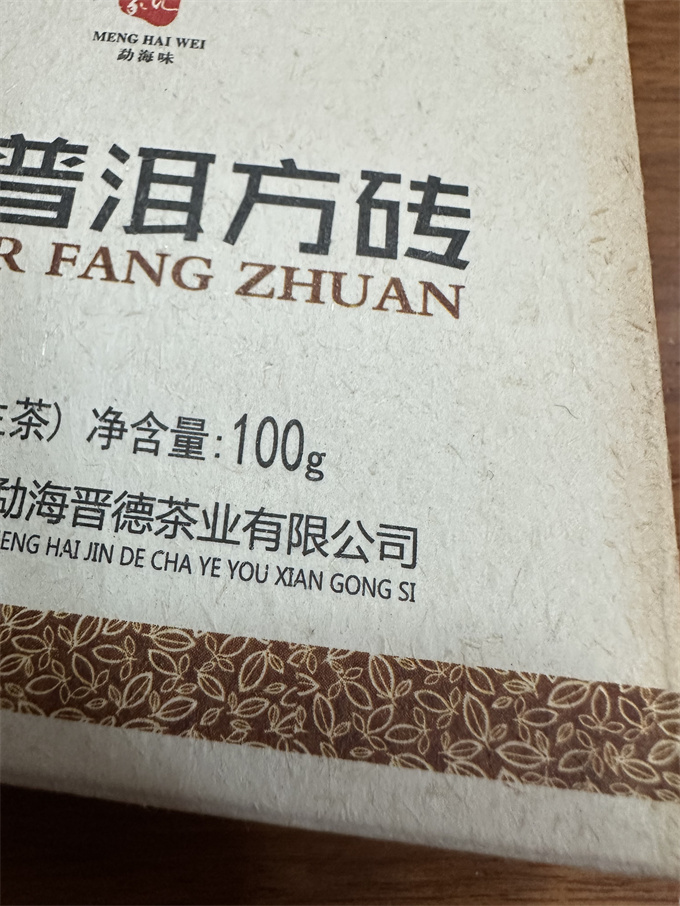 MENG HAI WEI
勐海味
普洱方砖
R FANG ZHUAN
生茶) 净含量:100g
勐海晋德茶业有限公司
ENG HAI JIN DE CHA YE YOU XIAN GONG SI